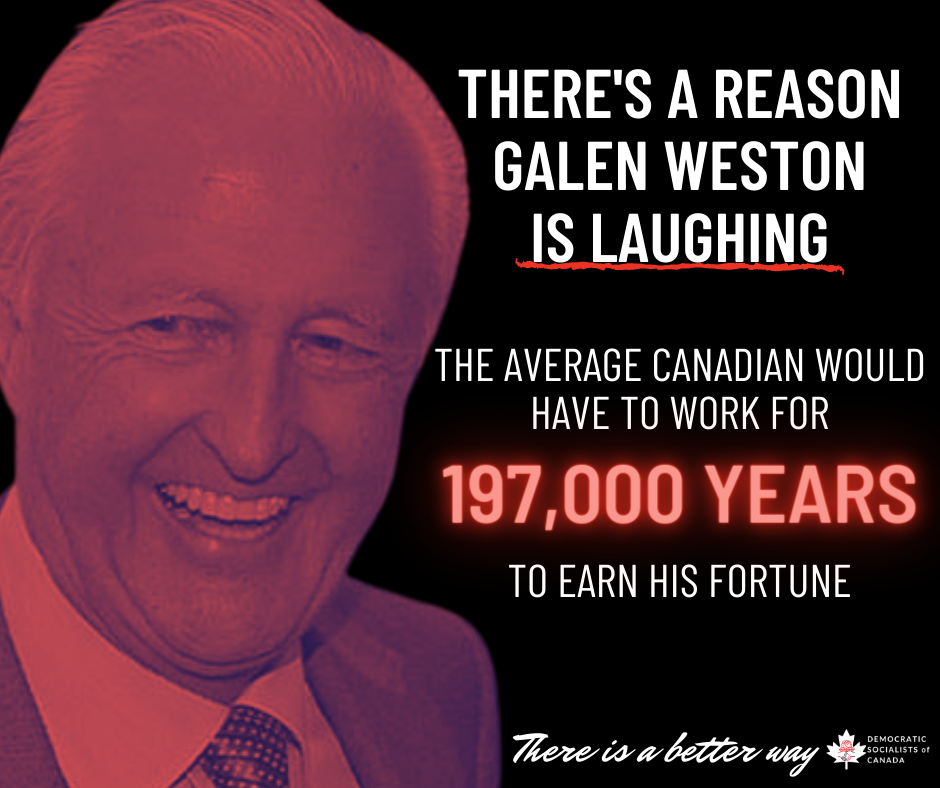 THERE'S A REASON
GALEN WESTON
IS LAUGHING
THE AVERAGE CANADIAN WOULD
HAVE TO WORK FOR
197,000 YEARS
TO EARN HIS FORTUNE
There is a better way
DEMOCRATIC
SOCIALISTS of
CANADA